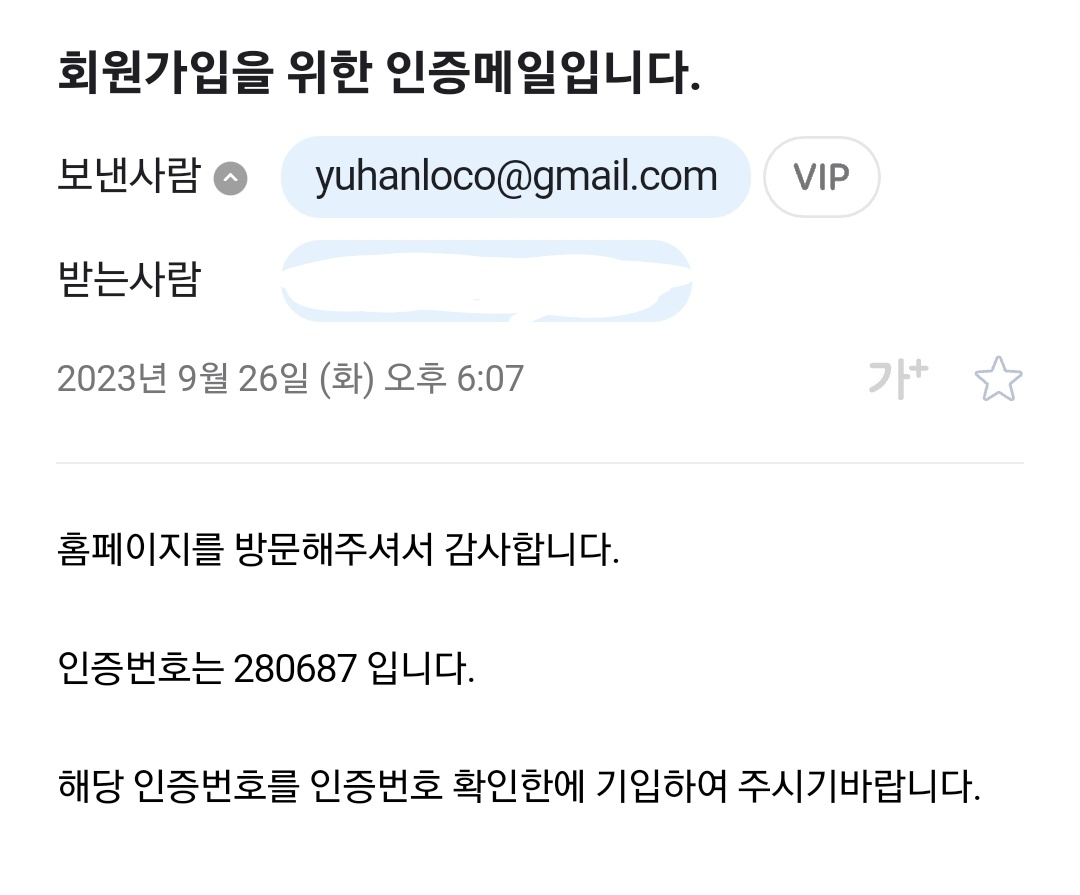 회원가입을 위한 인증메일입니다.
보낸사람 yuhanloco@gmail.com VIP
받는사람
2023년 9월 26일 (화) 오후 6:07 가+
홈페이지를 방문해주셔서 감사합니다.
인증번호는 280687 입니다.
해당 인증번호를 인증번호 확인한에 기입하여 주시기바랍니다.